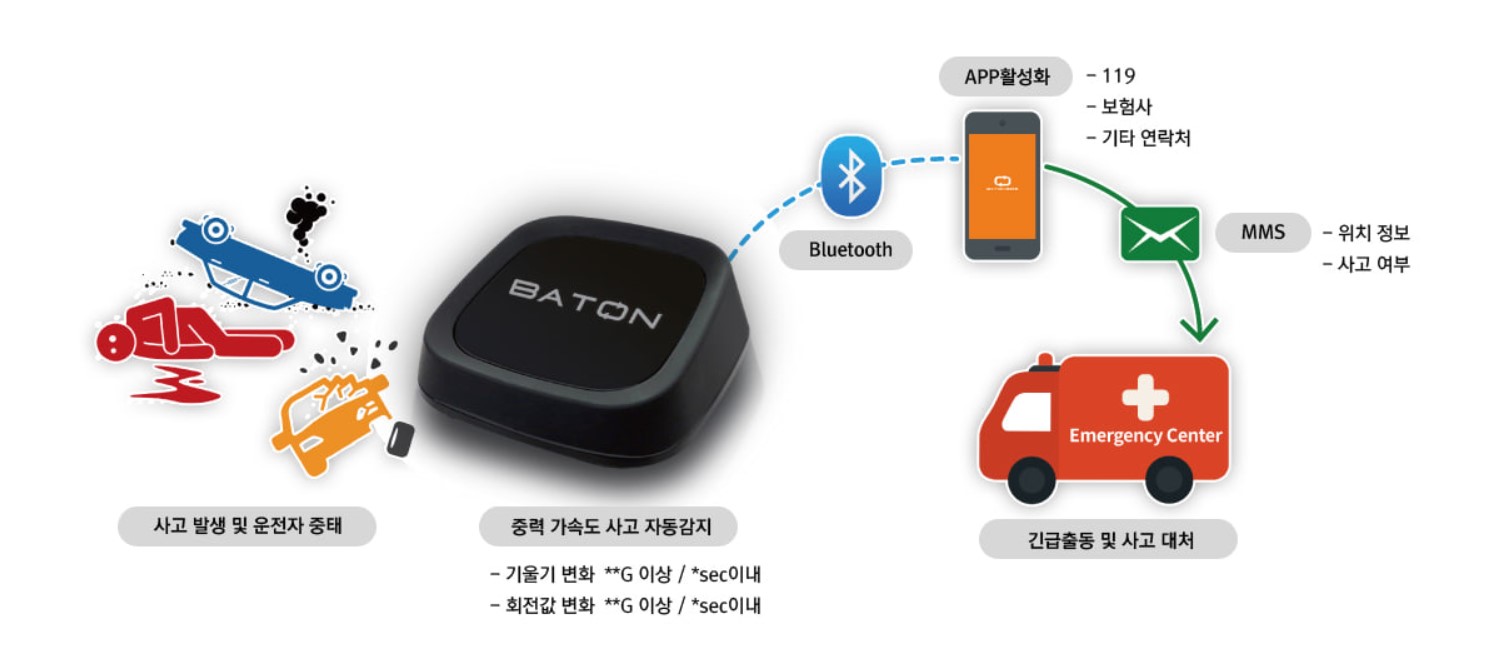 사고 발생 및 운전자 중태
BATON
중력 가속도 사고 자동감지
– 기울기 변화 **G 이상 / *sec이내
– 회전값 변화 **G 이상 / *sec이내
Bluetooth
APP활성화
– 119
– 보험사
– 기타 연락처
MMS
– 위치 정보
– 사고 여부
Emergency Center
긴급출동 및 사고 대처